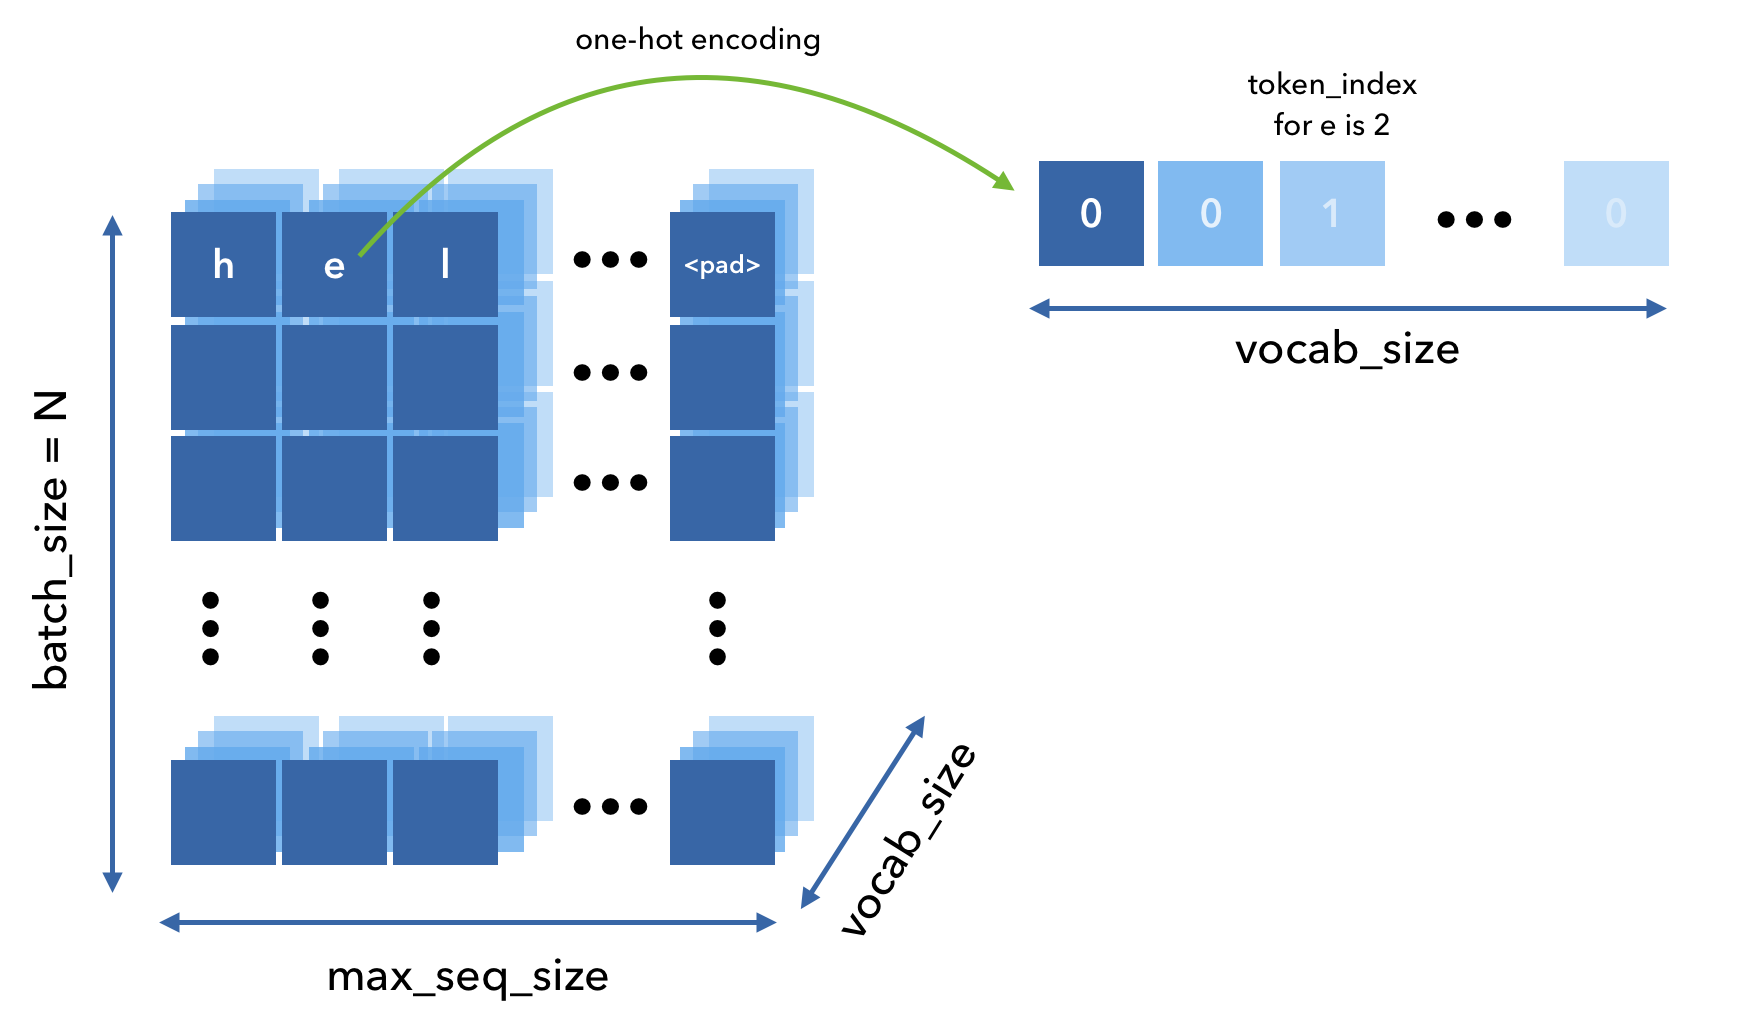 one-hot encoding
token_index
for e is 2
0 0 1 0
vocab_size
h e l <pad>
batch_size = N
vocab_size
max_seq_size